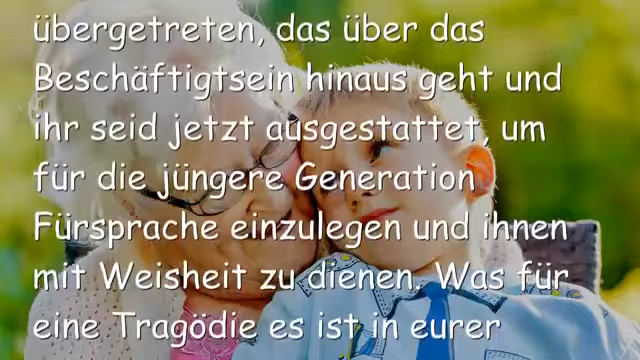 übergetreten, das über das
Beschäftigtsein hinaus geht und
ihr seid jetzt ausgestattet, um
für die jüngere Generation
Fürsprache einzulegen und ihnen
mit Weisheit zu dienen. Was für
eine Tragödie es ist in eurer